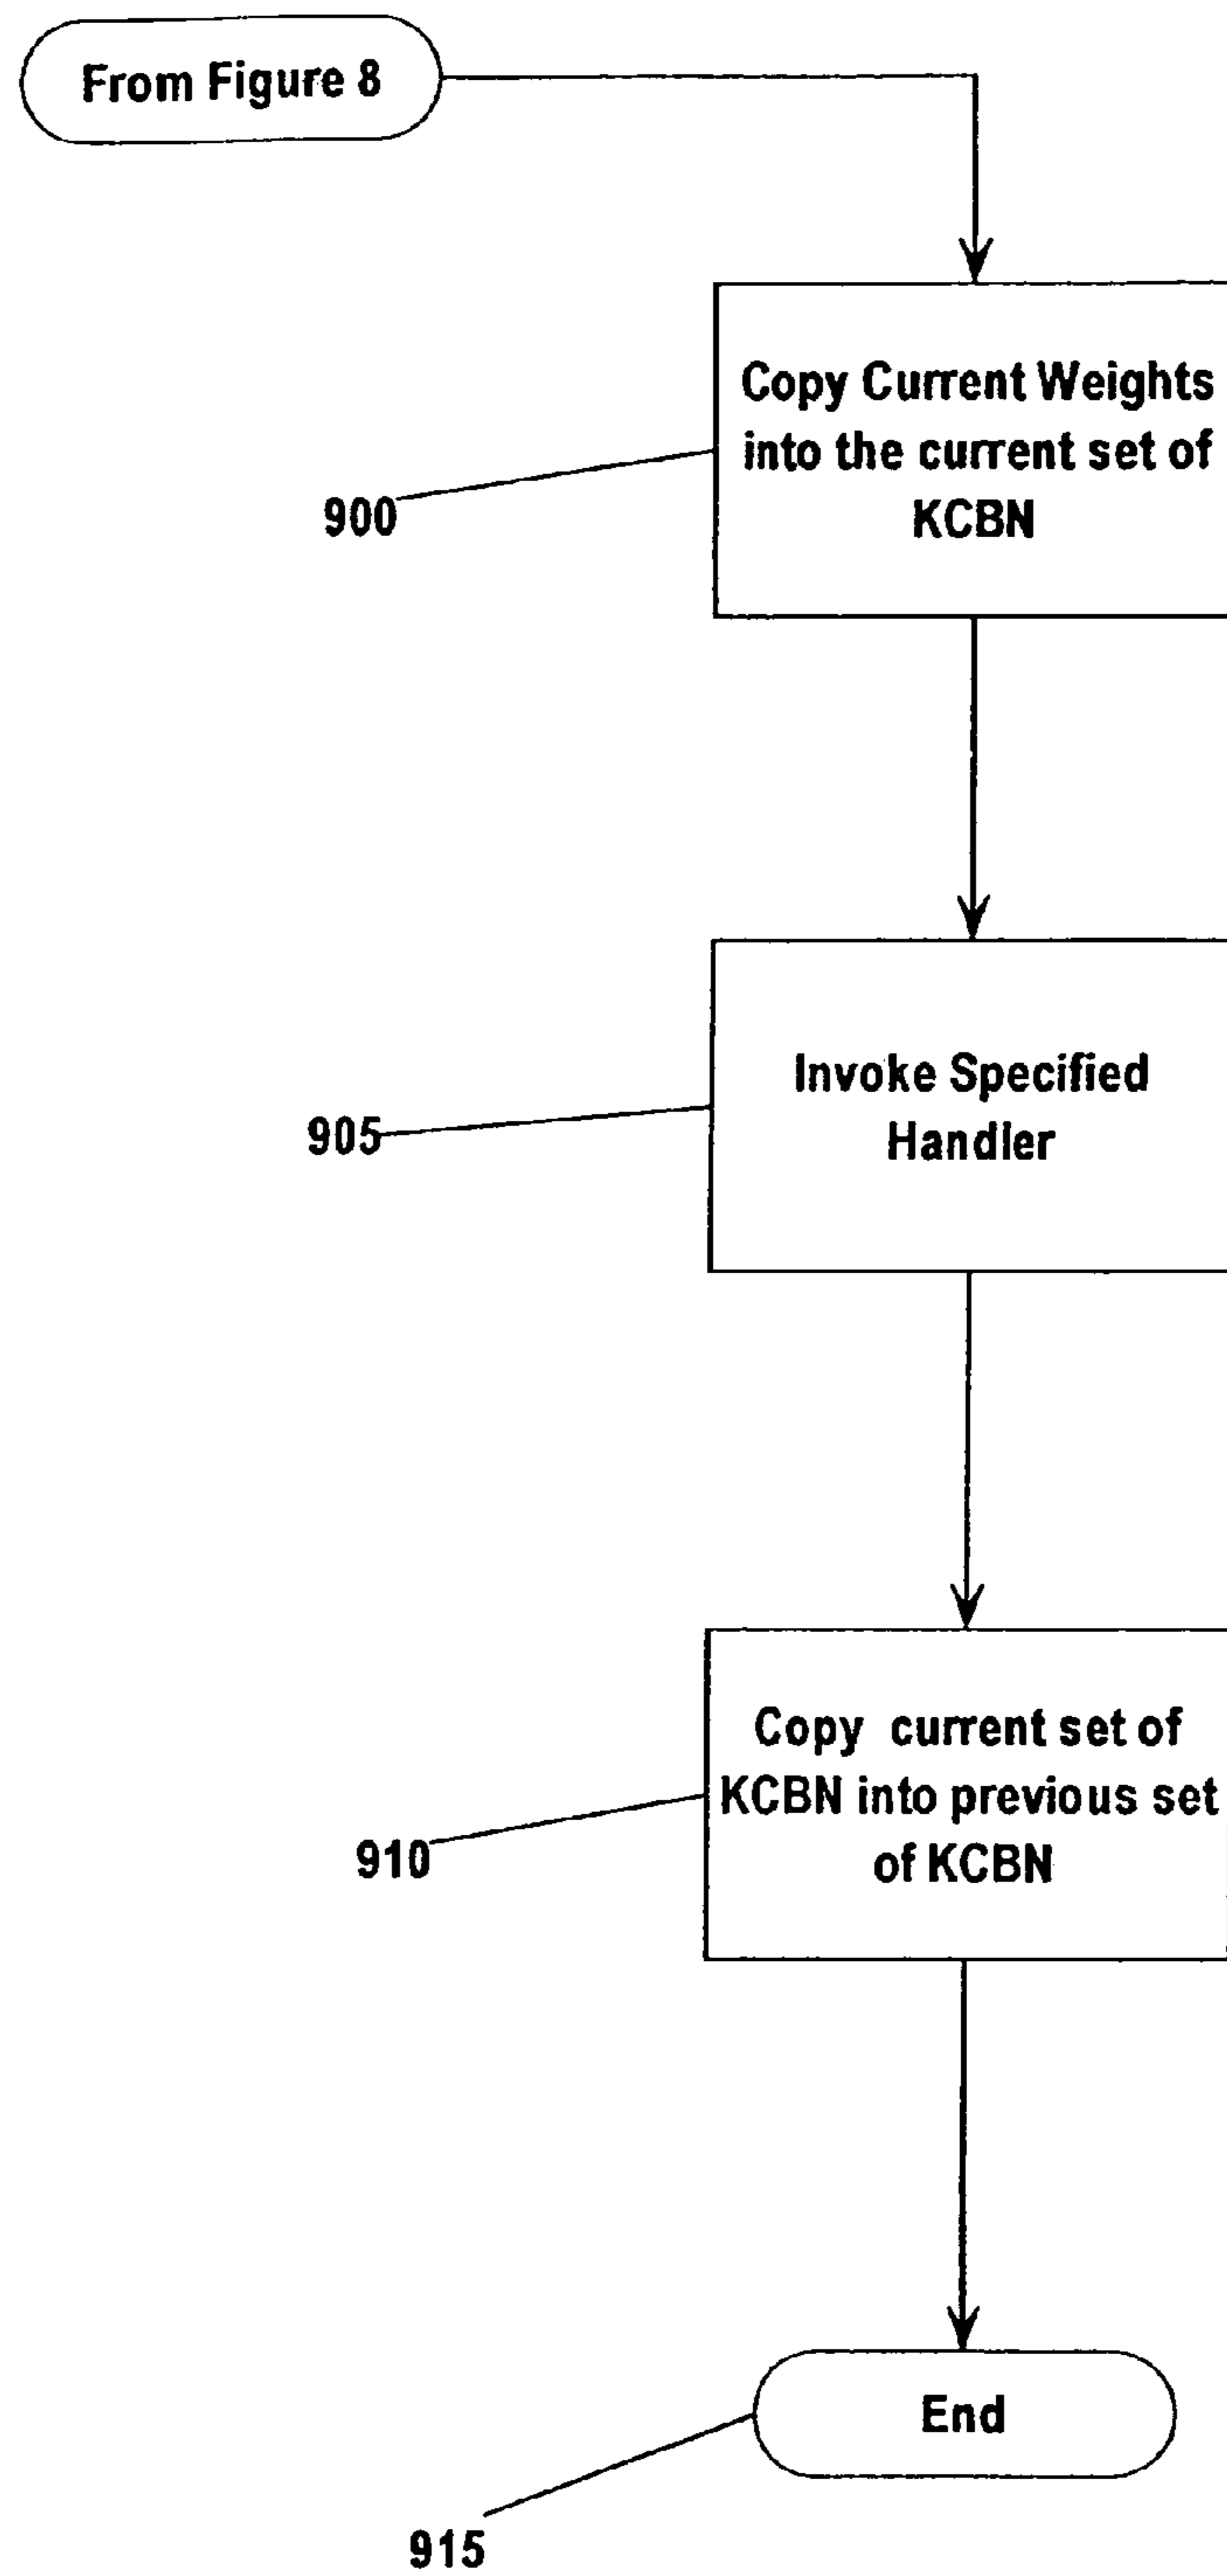 From Figure 8
Copy Current Weights
into the current set of
KCBN
900
Invoke Specified
Handler
905
Copy current set of
KCBN into previous set
of KCBN
910
End
915